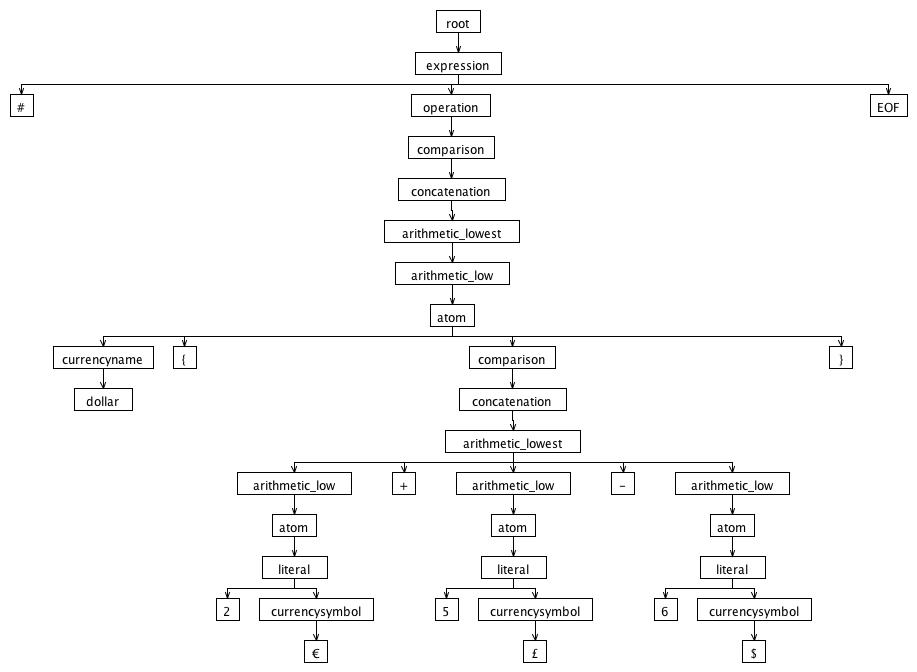 root
expression
# operation EOF
comparison
concatenation
arithmetic_lowest
arithmetic_low
atom
currencyname { comparison }
dollar concatenation
arithmetic_lowest
arithmetic_low + arithmetic_low - arithmetic_low
atom atom atom
literal literal literal
2 currencysymbol 5 currencysymbol 6 currencysymbol
€ £ $